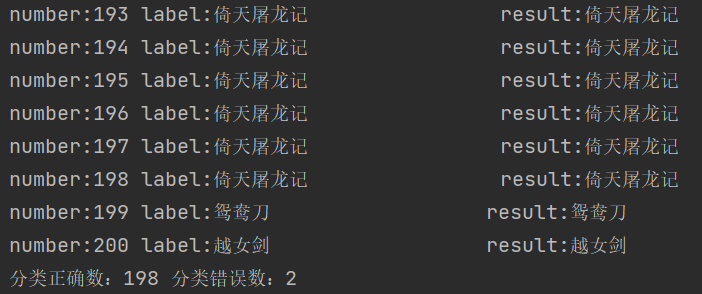 number:193 label:倚天屠龙记 result:倚天屠龙记
number:194 label:倚天屠龙记 result:倚天屠龙记
number:195 label:倚天屠龙记 result:倚天屠龙记
number:196 label:倚天屠龙记 result:倚天屠龙记
number:197 label:倚天屠龙记 result:倚天屠龙记
number:198 label:倚天屠龙记 result:倚天屠龙记
number:199 label:鸳鸯刀 result:鸳鸯刀
number:200 label:越女剑 result:越女剑
分类正确数：198 分类错误数：2